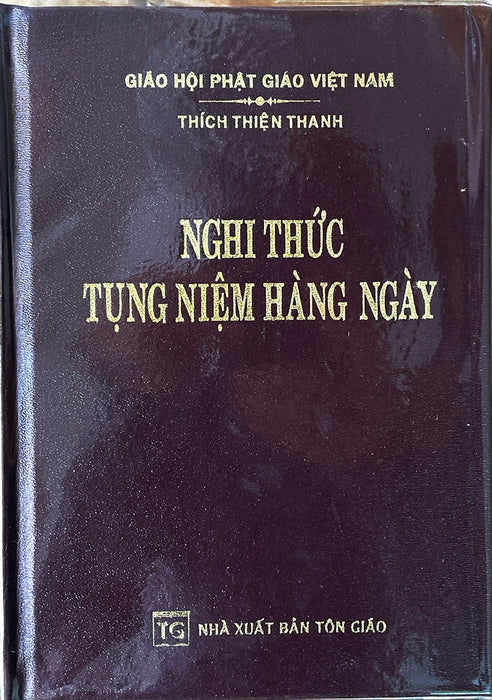 GIÁO HỘI PHẬT GIÁO VIỆT NAM
THÍCH THIỆN THANH
NGHI THỨC
TỤNG NIỆM HÀNG NGÀY
TG NHÀ XUẤT BẢN TÔN GIÁO